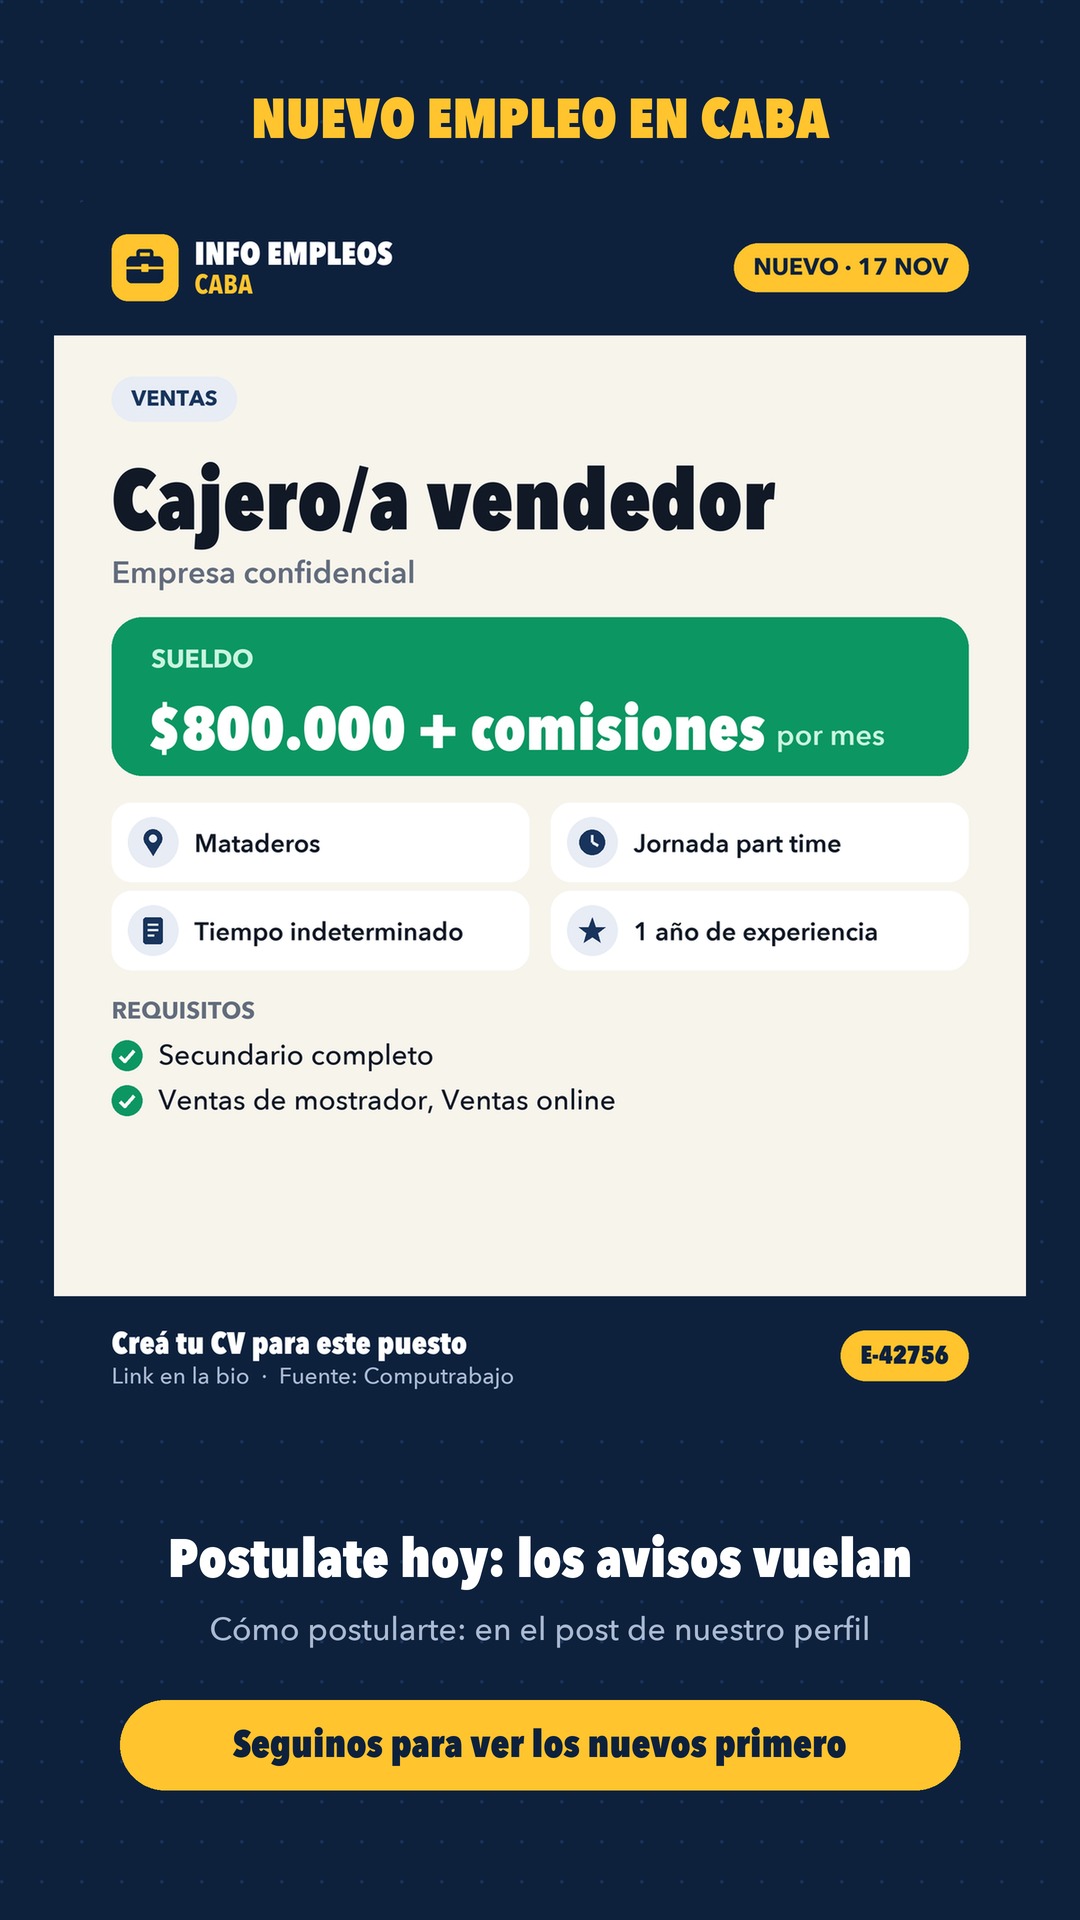 NUEVO EMPLEO EN CABA
INFO EMPLEOS
CABA
NUEVO · 17 NOV
VENTAS
Cajero/a vendedor
Empresa confidencial
SUELDO
$800.000 + comisiones por mes
Mataderos
Jornada part time
Tiempo indeterminado
1 año de experiencia
REQUISITOS
Secundario completo
Ventas de mostrador, Ventas online
Creá tu CV para este puesto
Link en la bio · Fuente: Computrabajo
E-42756
Postulate hoy: los avisos vuelan
Cómo postularte: en el post de nuestro perfil
Seguinos para ver los nuevos primero